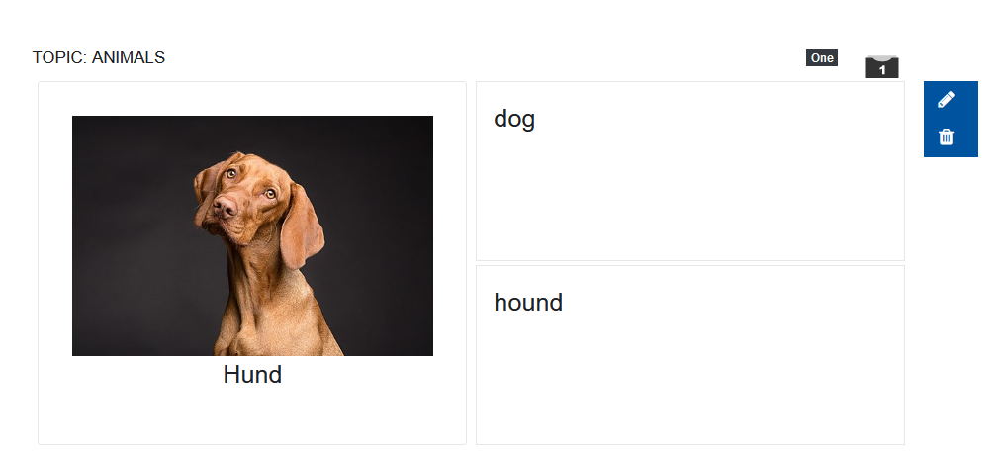 TOPIC: ANIMALS
One
1
Hund
dog
hound